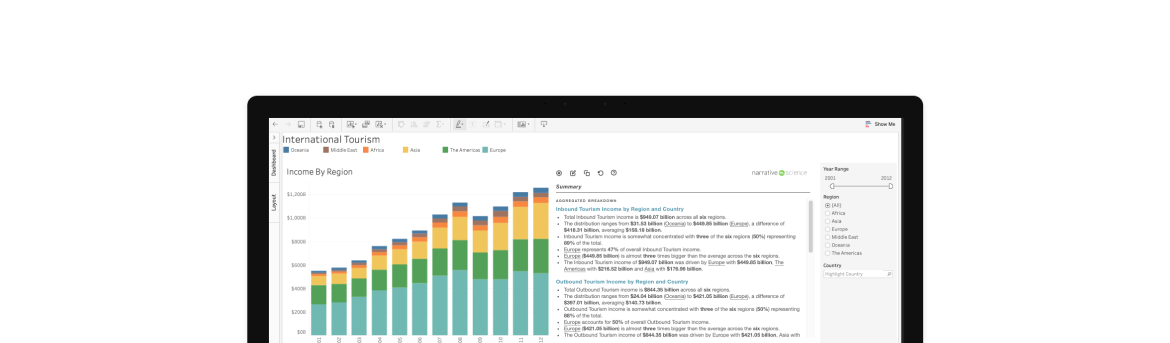 Show Me
International Tourism
Oceania Middle East Africa Asia The Americas Europe
Dashboard
Layout
Income By Region
$1,200B
$1,000B
$800B
$600B
$400B
$200B
$0B
01 02 03 04 05 06 07 08 09 10 11 12
narrative science
Summary
AGGREGATED BREAKDOWN
Inbound Tourism Income by Region and Country
• Total Inbound Tourism income is $949.07 billion across all six regions.
• The distribution ranges from $31.53 billion (Oceania) to $449.85 billion (Europe), a difference of
$418.31 billion, averaging $158.18 billion.
• Inbound Tourism income is somewhat concentrated with three of the six regions (50%) representing
89% of the total.
• Europe represents 47% of overall Inbound Tourism income.
• Europe ($449.85 billion) is almost three times bigger than the average across the six regions.
• The Inbound Tourism income of $949.07 billion was driven by Europe with $449.85 billion, The
Americas with $216.52 billion and Asia with $176.96 billion.
Outbound Tourism Income by Region and Country
• Total Outbound Tourism income is $844.35 billion across all six regions.
• The distribution ranges from $24.04 billion (Oceania) to $421.05 billion (Europe), a difference of
$397.01 billion, averaging $140.73 billion.
• Outbound Tourism income is somewhat concentrated with three of the six regions (50%) representing
88% of the total.
• Europe accounts for 50% of overall Outbound Tourism income.
• Europe ($421.05 billion) is almost three times bigger than the average across the six regions.
• The Outbound Tourism income of $844.35 billion was driven by Europe with $421.05 billion, Asia with
Year Range
2001 2012
Region
(All)
Africa
Asia
Europe
Middle East
Oceania
The Americas
Country
Highlight Country